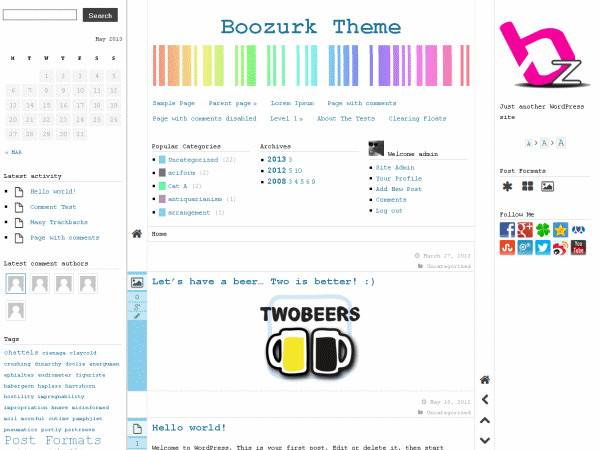 Search
May 2013
M T W T F S S
1 2 3 4 5
6 7 8 9 10 11 12
13 14 15 16 17 18 19
20 21 22 23 24 25 26
27 28 29 30 31
« MAR
Latest activity
Hello world!
Comment Test
Many Trackbacks
Page with comments
Latest comment authors
Tags
chattels cienaga claycold
crushing dinarchy doolie energumen
ephialtes eudiometer figuriste
habergeon hapless hartshorn
hostility impregnability
impropriation knave misinformed
moil mornful outlaw pamphjlet
pneumatics portly portreeve
Post Formats
Boozurk Theme
Sample Page Parent page » Lorem Ipsum Page with comments
Page with comments disabled Level 1 » About The Tests Clearing Floats
Popular Categories
Uncategorized (22)
aciform (2)
Cat A (2)
antiquarianism (1)
arrangement (1)
Archives
2013 3
2012 5 10
2008 3 4 5 6 9
Welcome admin
Site Admin
Your Profile
Add New Post
Comments
Log out
Home
March 27, 2013
Uncategorized
0
Let's have a beer… Two is better! :)
TWOBEERS
May 18, 2012
Uncategorized
1
Hello world!
Welcome to WordPress. This is your first post. Edit or delete it, then start
bz
Just another WordPress
site
A > A > A
Post Formats
Follow Me
You
Tube